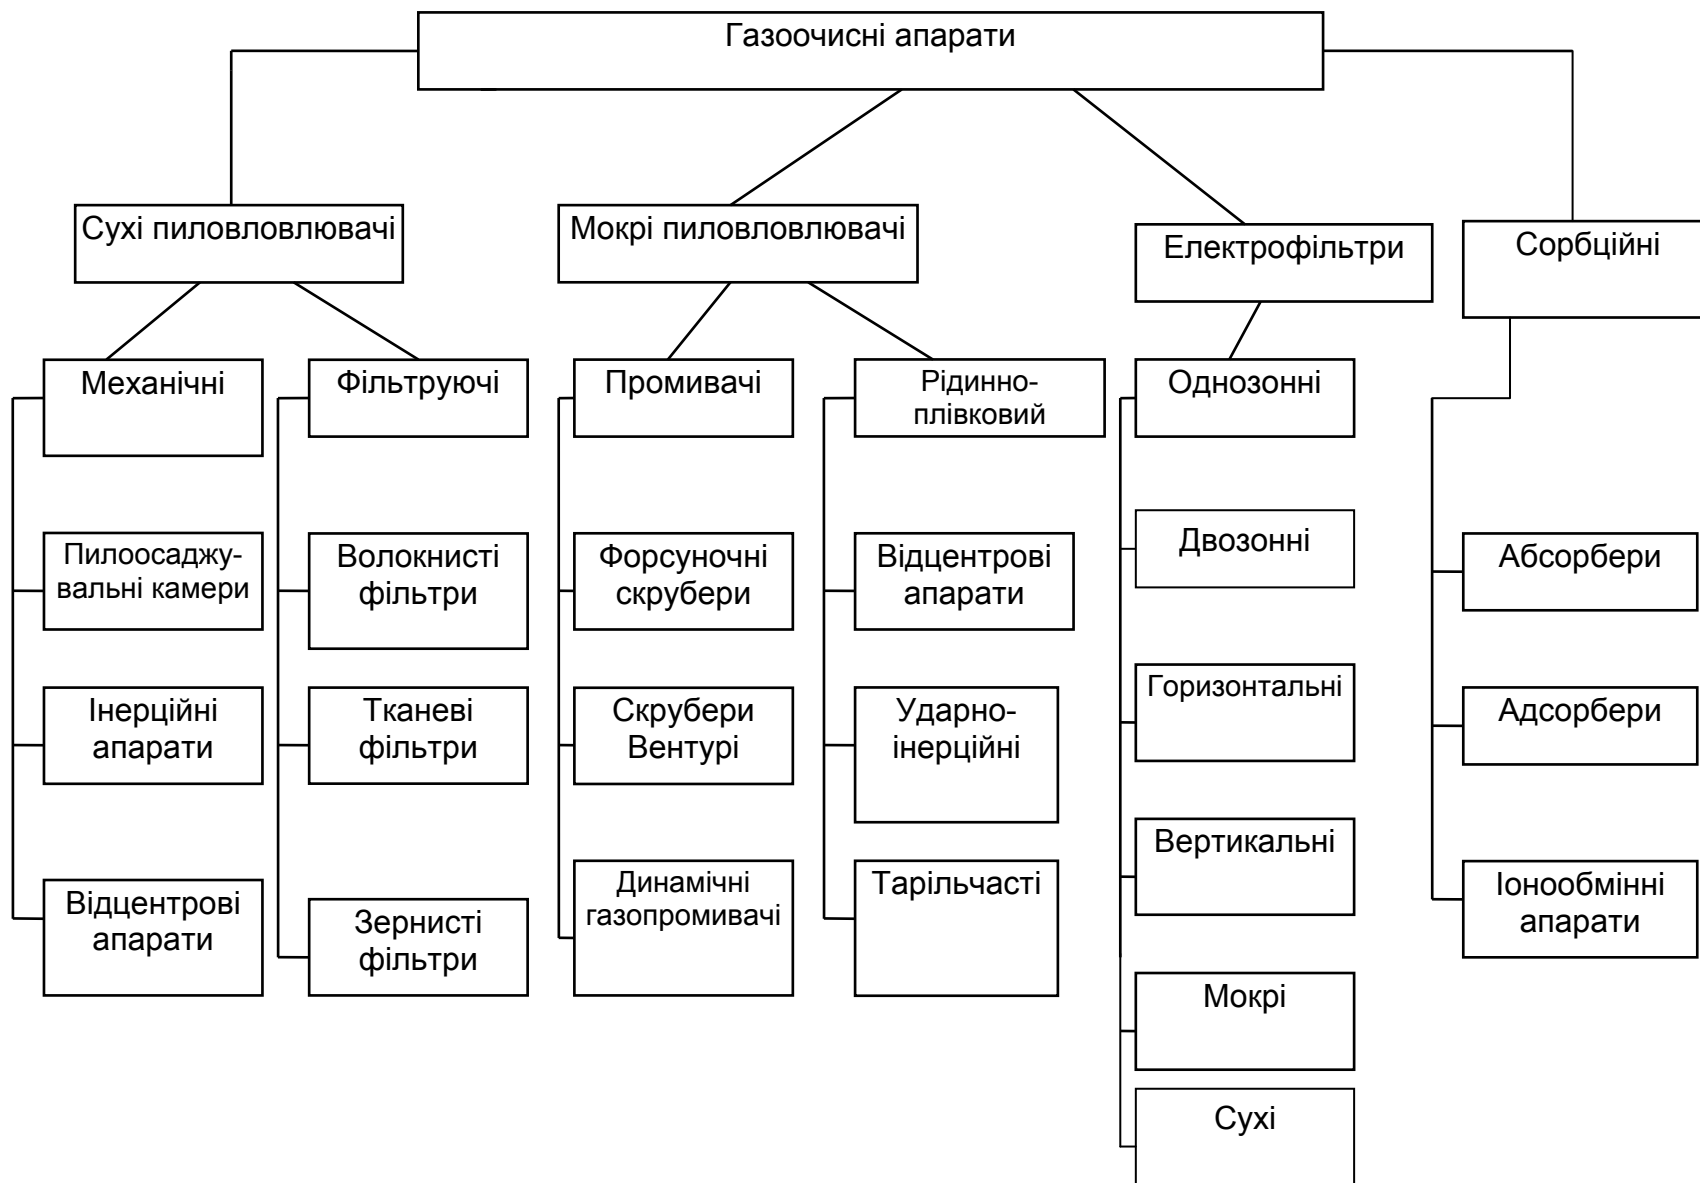 Газоочисні апарати
Сухі пиловловлювачі
Мокрі пиловловлювачі
Електрофільтри
Сорбційні
Механічні
Фільтруючі
Промивачі
Рідинно-
плівковий
Однозонні
Пилоосаджу-
вальні камери
Волокнисті
фільтри
Форсуночні
скрубери
Відцентрові
апарати
Двозонні
Абсорбери
Інерційні
апарати
Тканеві
фільтри
Скрубери
Вентурі
Ударно-
інерційні
Горизонтальні
Адсорбери
Відцентрові
апарати
Зернисті
фільтри
Динамічні
газопромивачі
Тарільчасті
Вертикальні
Іонообмінні
апарати
Мокрі
Сухі